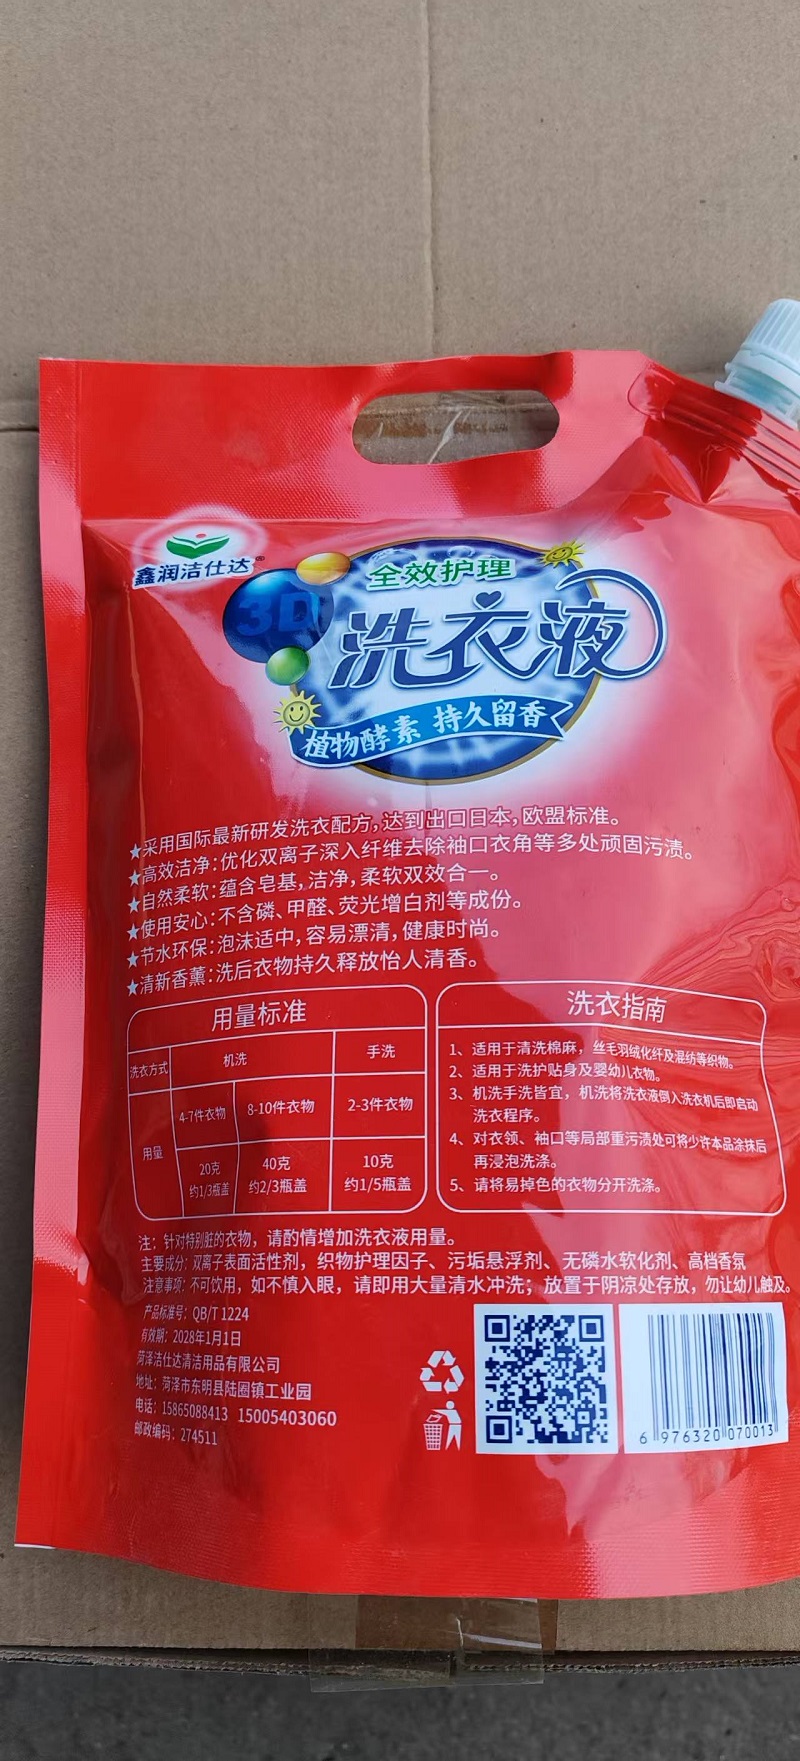 鑫润洁仕达®
3D
全效护理
洗衣液
植物酵素 持久留香
★采用国际最新研发洗衣配方,达到出口日本,欧盟标准。
★高效洁净:优化双离子深入纤维去除袖口衣角等多处顽固污渍。
★自然柔软:蕴含皂基,洁净,柔软双效合一。
★使用安心:不含磷、甲醛、荧光增白剂等成份。
★节水环保:泡沫适中,容易漂清,健康时尚。
★清新香薰:洗后衣物持久释放怡人清香。
用量标准
洗衣方式 机洗 手洗
用量 4-7件衣物 8-10件衣物 2-3件衣物
20克 40克 10克
约1/3瓶盖 约2/3瓶盖 约1/5瓶盖
洗衣指南
1、适用于清洗棉麻，丝毛羽绒化纤及混纺等织物。
2、适用于洗护贴身及婴幼儿衣物。
3、机洗手洗皆宜，机洗将洗衣液倒入洗衣机后即启动
洗衣程序。
4、对衣领、袖口等局部重污渍处可将少许本品涂抹后
再浸泡洗涤。
5、请将易掉色的衣物分开洗涤。
注：针对特别脏的衣物，请酌情增加洗衣液用量。
主要成分：双离子表面活性剂，织物护理因子、污垢悬浮剂、无磷水软化剂、高档香氛
注意事项：不可饮用，如不慎入眼，请即用大量清水冲洗；放置于阴凉处存放，勿让幼儿触及。
产品标准号：QB/T 1224
有效期：2028年1月1日
菏泽洁仕达清洁用品有限公司
地址：菏泽市东明县陆圈镇工业园
电话：15865088413 15005403060
邮政编码：274511
6 976320 070013